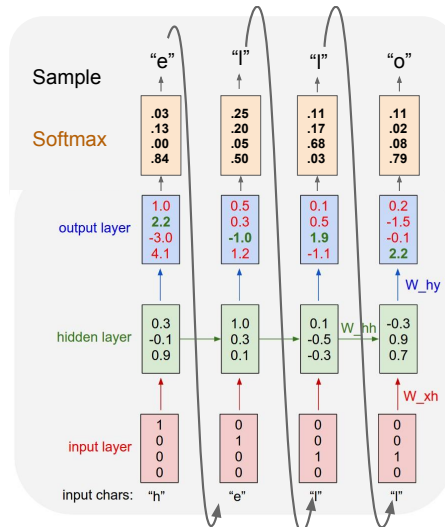 Sample “e” “l” “l” “o”
Softmax
.03 .25 .11 .11
.13 .20 .17 .02
.00 .05 .68 .08
.84 .50 .03 .79
output layer
1.0 0.5 0.1 0.2
2.2 0.3 0.5 -1.5
-3.0 -1.0 1.9 -0.1
4.1 1.2 -1.1 2.2
W_hy
hidden layer
0.3 1.0 0.1 -0.3
-0.1 0.3 -0.5 0.9
0.9 0.1 -0.3 0.7
W_hh
W_xh
input layer
1 0 0 0
0 1 0 0
0 0 1 1
0 0 0 0
input chars: “h” “e” “l” “l”